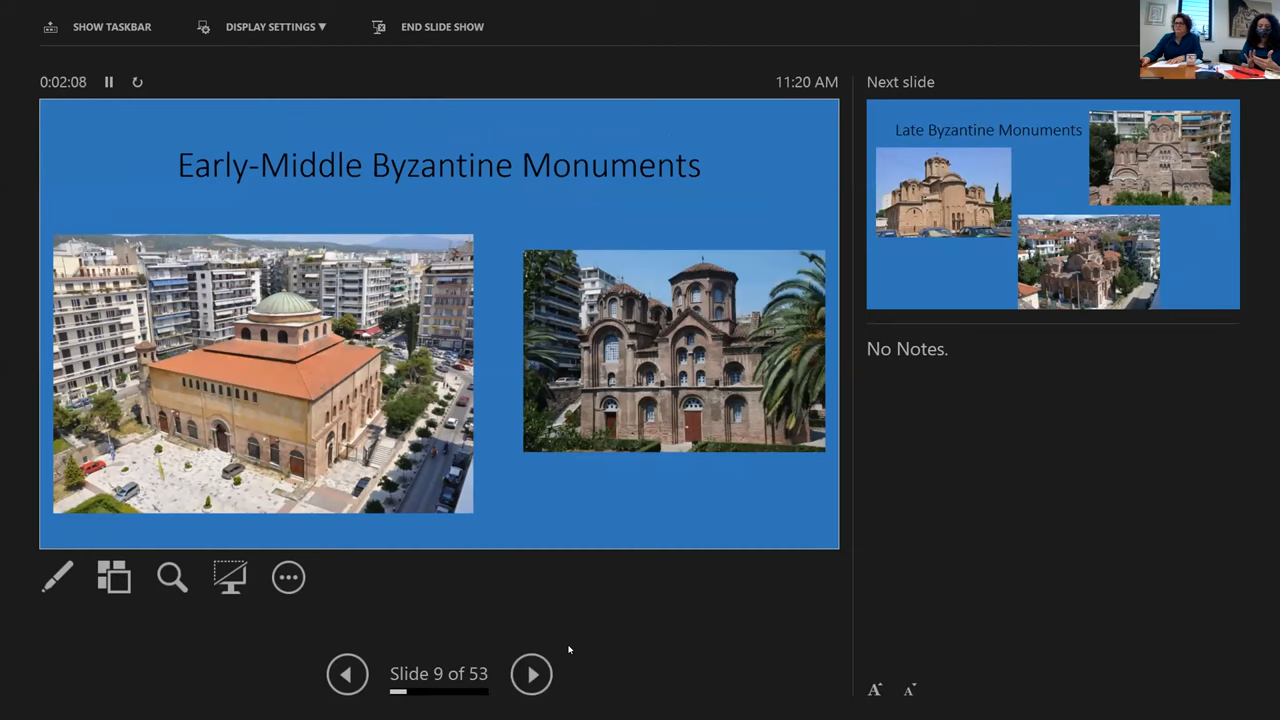 SHOW TASKBAR
DISPLAY SETTINGS ▼
END SLIDE SHOW
0:02:08
11:20 AM
Early-Middle Byzantine Monuments
Slide 9 of 53
Next slide
Late Byzantine Monuments
No Notes.
A A